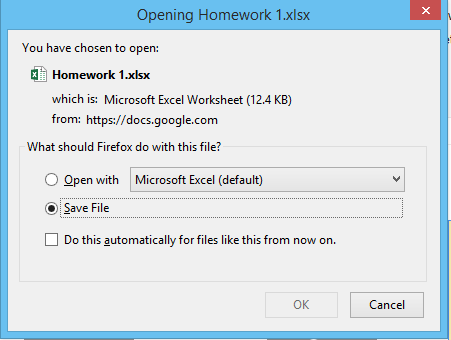 Opening Homework 1.xlsx
You have chosen to open:
Homework 1.xlsx
which is: Microsoft Excel Worksheet (12.4 KB)
from: https://docs.google.com
What should Firefox do with this file?
Open with Microsoft Excel (default)
Save File
Do this automatically for files like this from now on.
OK Cancel